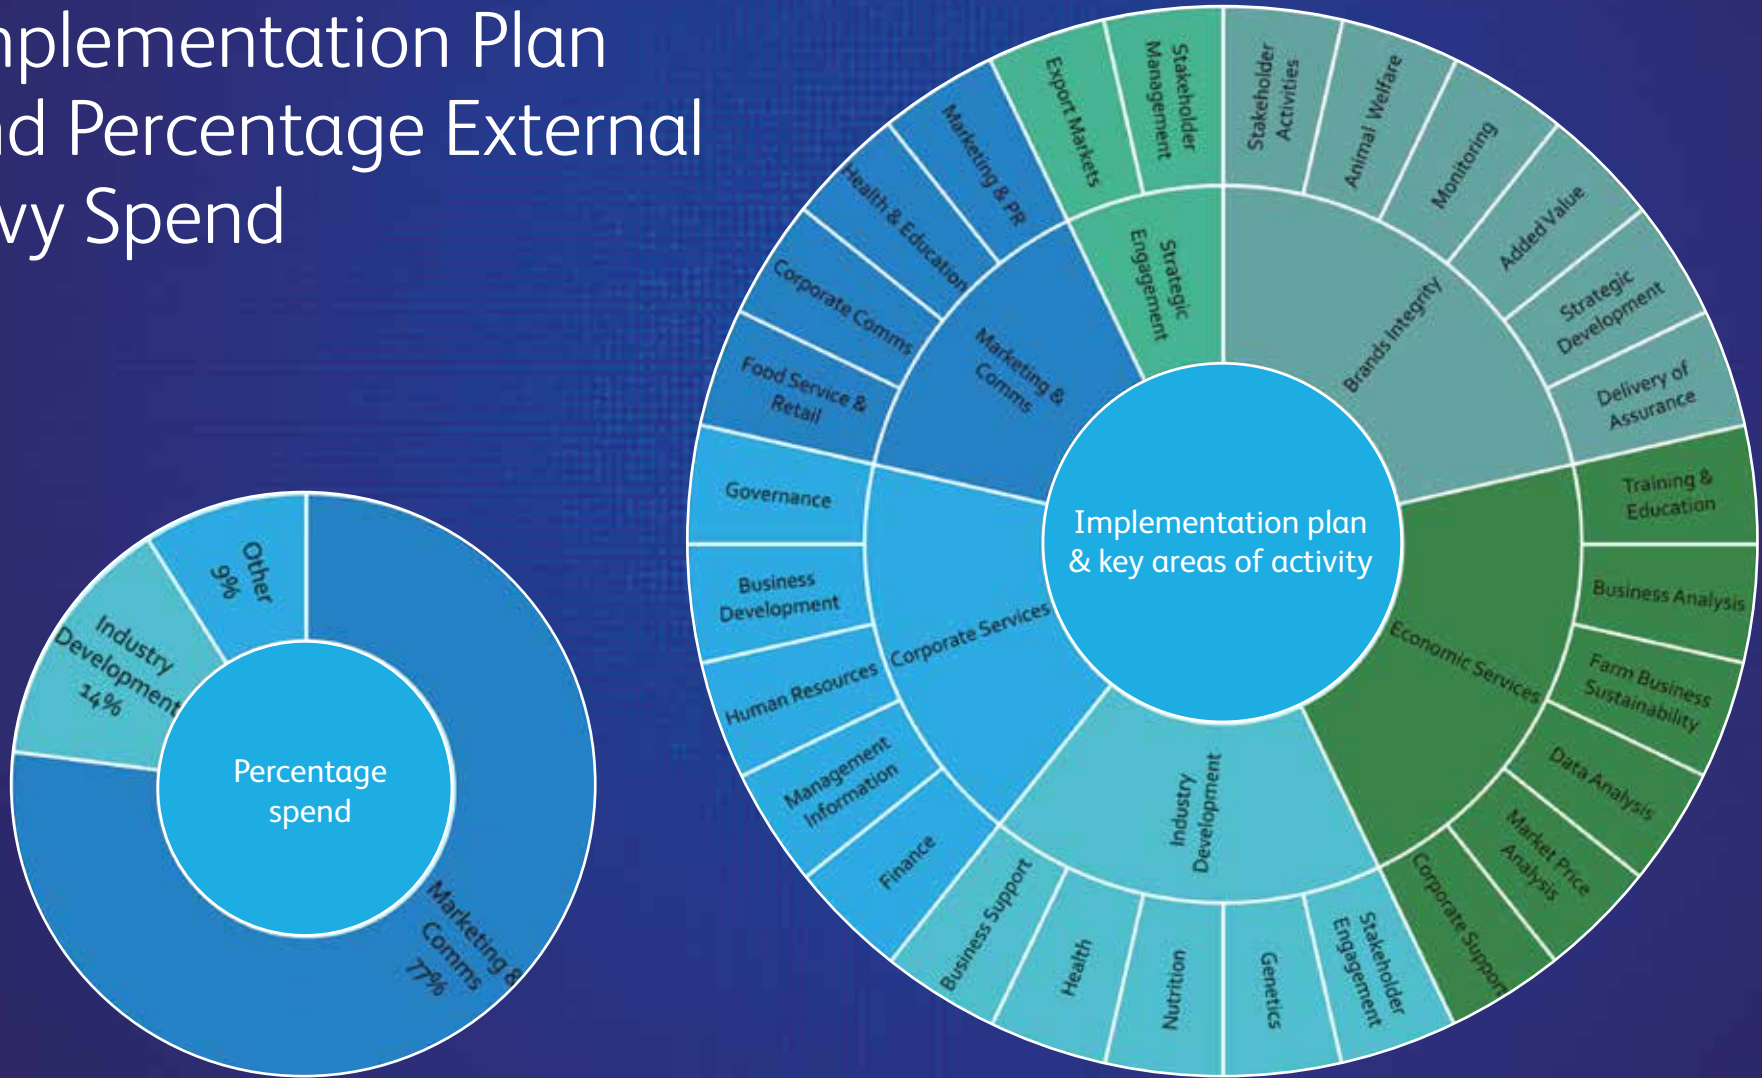 mplementation Plan
nd Percentage External
vy Spend
Other
9%
Industry
Development
14%
Percentage
spend
Marketing &
Comms
77%
Implementation plan
& key areas of activity
Strategic
Engagement
Export Markets
Stakeholder
Management
Brands Integrity
Stakeholder
Activities
Animal Welfare
Monitoring
Added Value
Strategic
Development
Delivery of
Assurance
Economic Services
Training &
Education
Business Analysis
Farm Business
Sustainability
Data Analysis
Market Price
Analysis
Corporate Support
Industry
Development
Stakeholder
Engagement
Genetics
Nutrition
Health
Business Support
Corporate Services
Finance
Management
Information
Human Resources
Business
Development
Governance
Marketing &
Comms
Food Service &
Retail
Corporate Comms
Health & Education
Marketing & PR